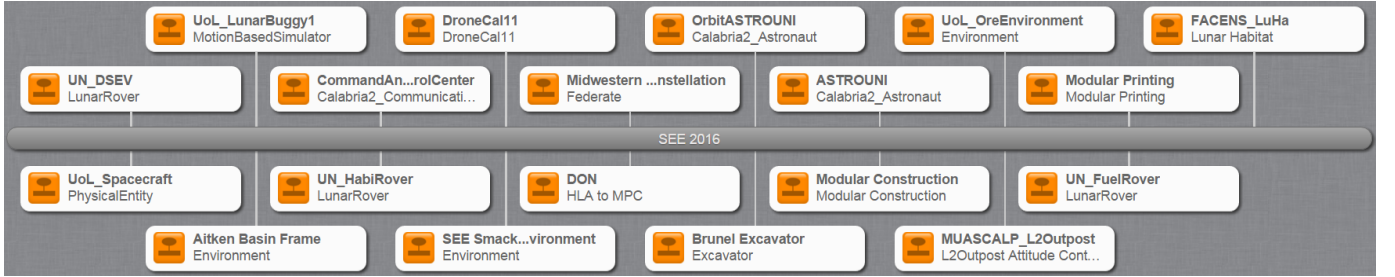 UoL_LunarBuggy1
MotionBasedSimulator
DroneCal11
DroneCal11
OrbitASTROUNI
Calabria2_Astronaut
UoL_OreEnvironment
Environment
FACENS_LuHa
Lunar Habitat
UN_DSEV
LunarRover
CommandAn...rolCenter
Calabria2_Communicati...
Midwestern ...nstellation
Federate
ASTROUNI
Calabria2_Astronaut
Modular Printing
Modular Printing
SEE 2016
UoL_Spacecraft
PhysicalEntity
UN_HabiRover
LunarRover
DON
HLA to MPC
Modular Construction
Modular Construction
UN_FuelRover
LunarRover
Aitken Basin Frame
Environment
SEE Smack...vironment
Environment
Brunel Excavator
Excavator
MUASCALP_L2Outpost
L2Outpost Attitude Cont...